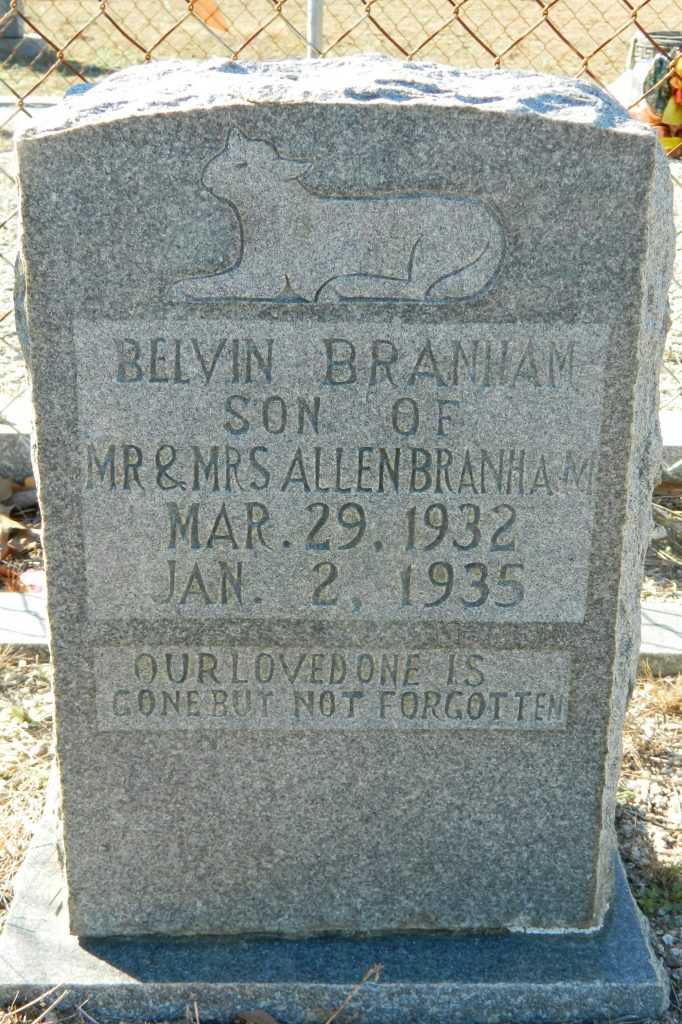 BELVIN BRANHAM
SON OF
MR & MRS ALLEN BRANHAM
MAR. 29, 1932
JAN. 2, 1935
OUR LOVED ONE IS
GONE BUT NOT FORGOTTEN